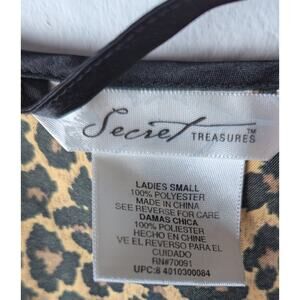 Secret TREASURES™
LADIES SMALL
100% POLYESTER
MADE IN CHINA
SEE REVERSE FOR CARE
DAMAS CHICA
100% POLIESTER
HECHO EN CHINE
VE EL REVERSO PARA EL
CUIDADO
RN#70091
UPC:8 4010300084